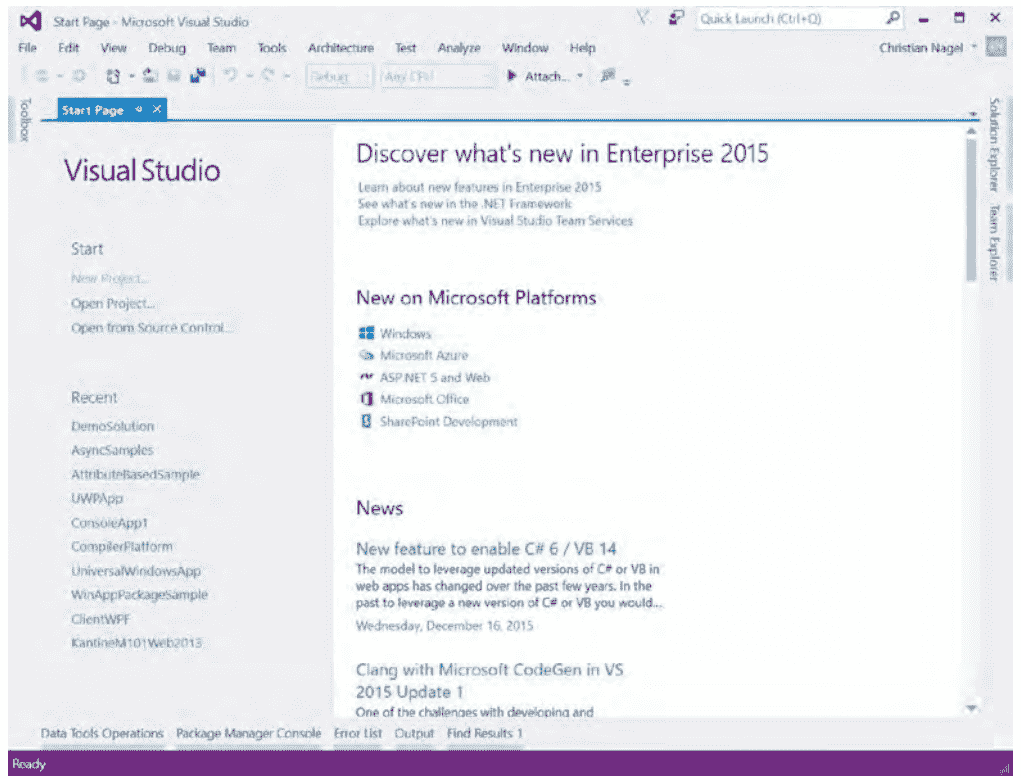 Start Page - Microsoft Visual Studio
Quick Launch (Ctrl+Q)
File Edit View Debug Team Tools Architecture Test Analyze Window Help
Christian Nagel
Debug Any CPU Attach...
Toolbox
Start Page
Solution Explorer
Team Explorer
Visual Studio
Start
New Project...
Open Project...
Open from Source Control...
Recent
DemoSolution
AsyncSamples
AttributeBasedSample
UWPApp
ConsoleApp1
CompilerPlatform
UniversalWindowsApp
WinAppPackageSample
ClientWPF
KantineM101Web2013
Discover what's new in Enterprise 2015
Learn about new features in Enterprise 2015
See what's new in the .NET Framework
Explore what's new in Visual Studio Team Services
New on Microsoft Platforms
Windows
Microsoft Azure
ASP.NET 5 and Web
Microsoft Office
SharePoint Development
News
New feature to enable C# 6 / VB 14
The model to leverage updated versions of C# or VB in
web apps has changed over the past few years. In the
past to leverage a new version of C# or VB you would...
Wednesday, December 16, 2015
Clang with Microsoft CodeGen in VS
2015 Update 1
One of the challenges with developing and
Data Tools Operations Package Manager Console Error List Output Find Results 1
Ready